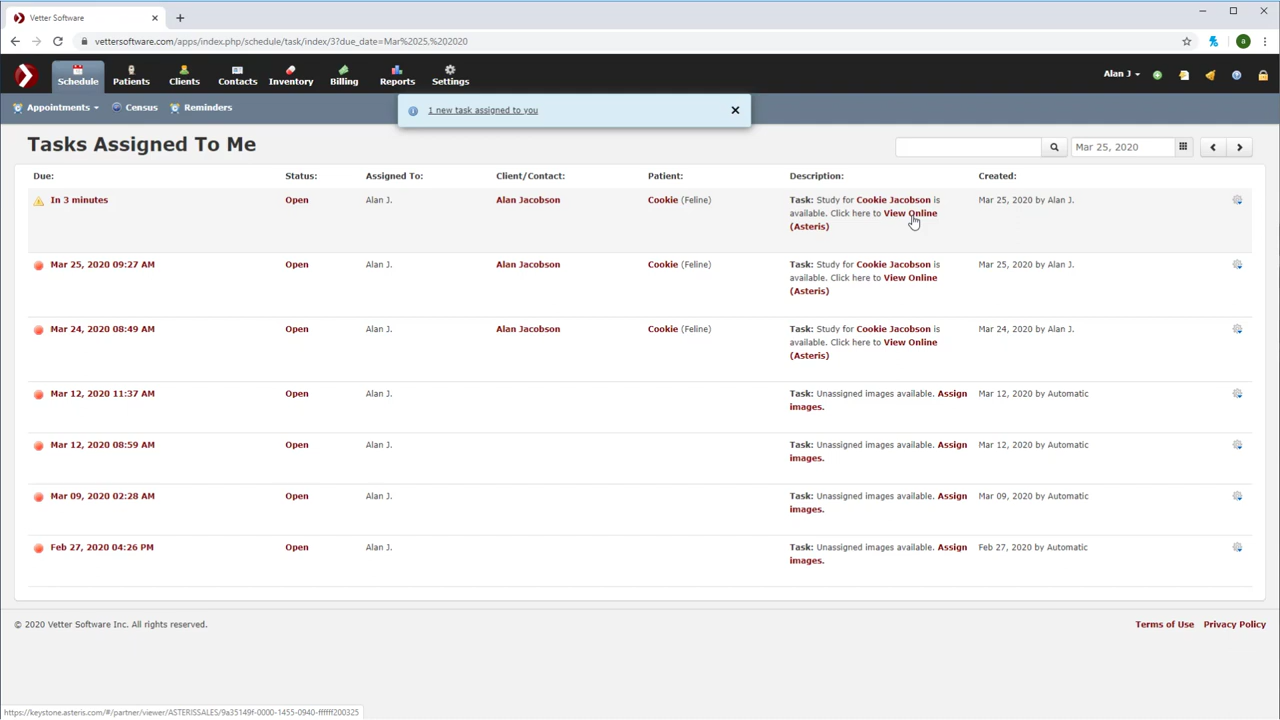 Vetter Software
vettersoftware.com/apps/index.php/schedule/task/index/3?due_date=Mar%2025,%202020
a
Schedule Patients Clients Contacts Inventory Billing Reports Settings
Alan J
Appointments Census Reminders
1 new task assigned to you
Tasks Assigned To Me
Mar 25, 2020
Due: Status: Assigned To: Client/Contact: Patient: Description: Created:
In 3 minutes Open Alan J. Alan Jacobson Cookie (Feline) Task: Study for Cookie Jacobson is Mar 25, 2020 by Alan J.
available. Click here to View Online
(Asteris)
Mar 25, 2020 09:27 AM Open Alan J. Alan Jacobson Cookie (Feline) Task: Study for Cookie Jacobson is Mar 25, 2020 by Alan J.
available. Click here to View Online
(Asteris)
Mar 24, 2020 08:49 AM Open Alan J. Alan Jacobson Cookie (Feline) Task: Study for Cookie Jacobson is Mar 24, 2020 by Alan J.
available. Click here to View Online
(Asteris)
Mar 12, 2020 11:37 AM Open Alan J. Task: Unassigned images available. Assign Mar 12, 2020 by Automatic
images.
Mar 12, 2020 08:59 AM Open Alan J. Task: Unassigned images available. Assign Mar 12, 2020 by Automatic
images.
Mar 09, 2020 02:28 AM Open Alan J. Task: Unassigned images available. Assign Mar 09, 2020 by Automatic
images.
Feb 27, 2020 04:26 PM Open Alan J. Task: Unassigned images available. Assign Feb 27, 2020 by Automatic
images.
© 2020 Vetter Software Inc. All rights reserved. Terms of Use Privacy Policy
https://keystone.asteris.com/#/partner/viewer/ASTERISSALES/9a35149f-0000-1455-0940-ffffff200325